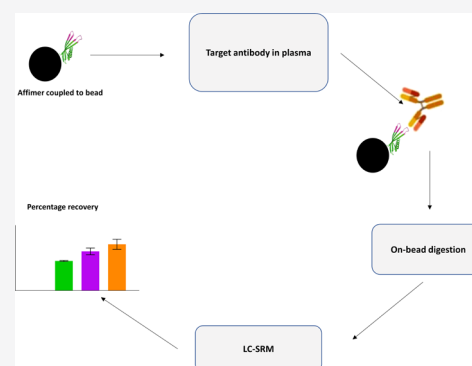 Target antibody in plasma
Affimer coupled to bead
Percentage recovery
On-bead digestion
LC-SRM